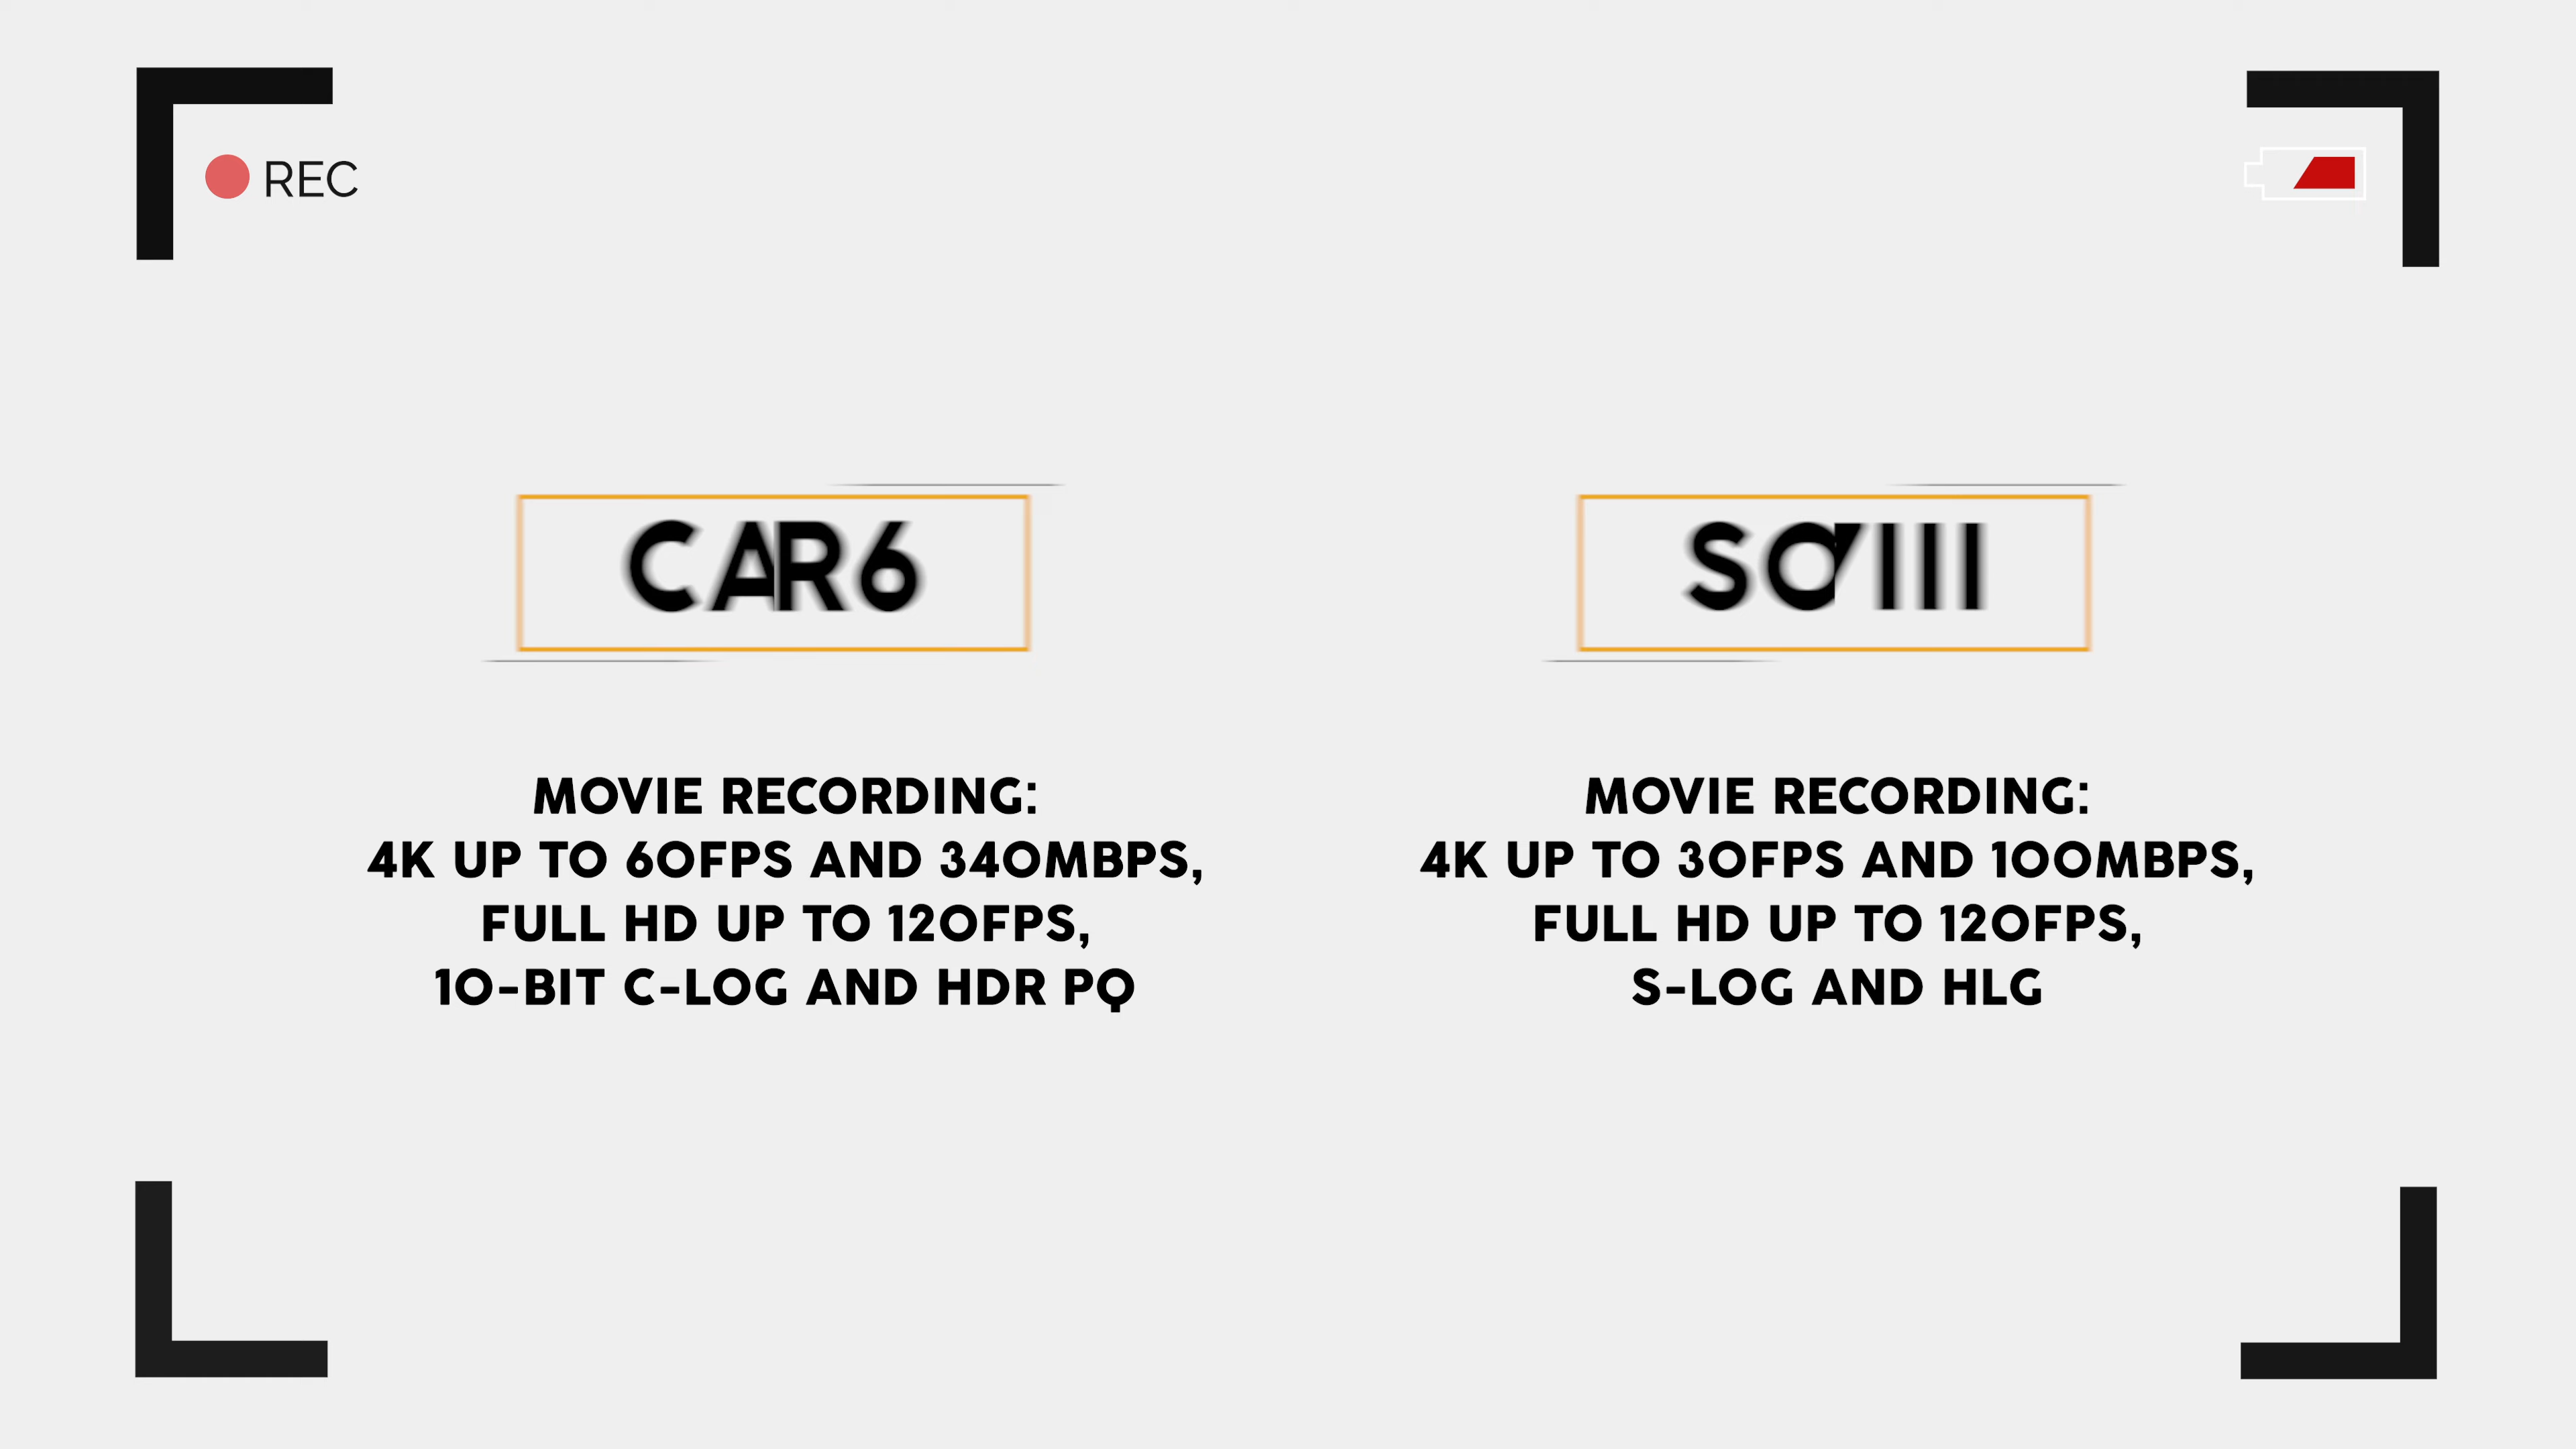 REC
CAR6
MOVIE RECORDING:
4K UP TO 60FPS AND 340MBPS,
FULL HD UP TO 120FPS,
10-BIT C-LOG AND HDR PQ
MOVIE RECORDING:
4K UP TO 30FPS AND 100MBPS,
FULL HD UP TO 120FPS,
S-LOG AND HLG